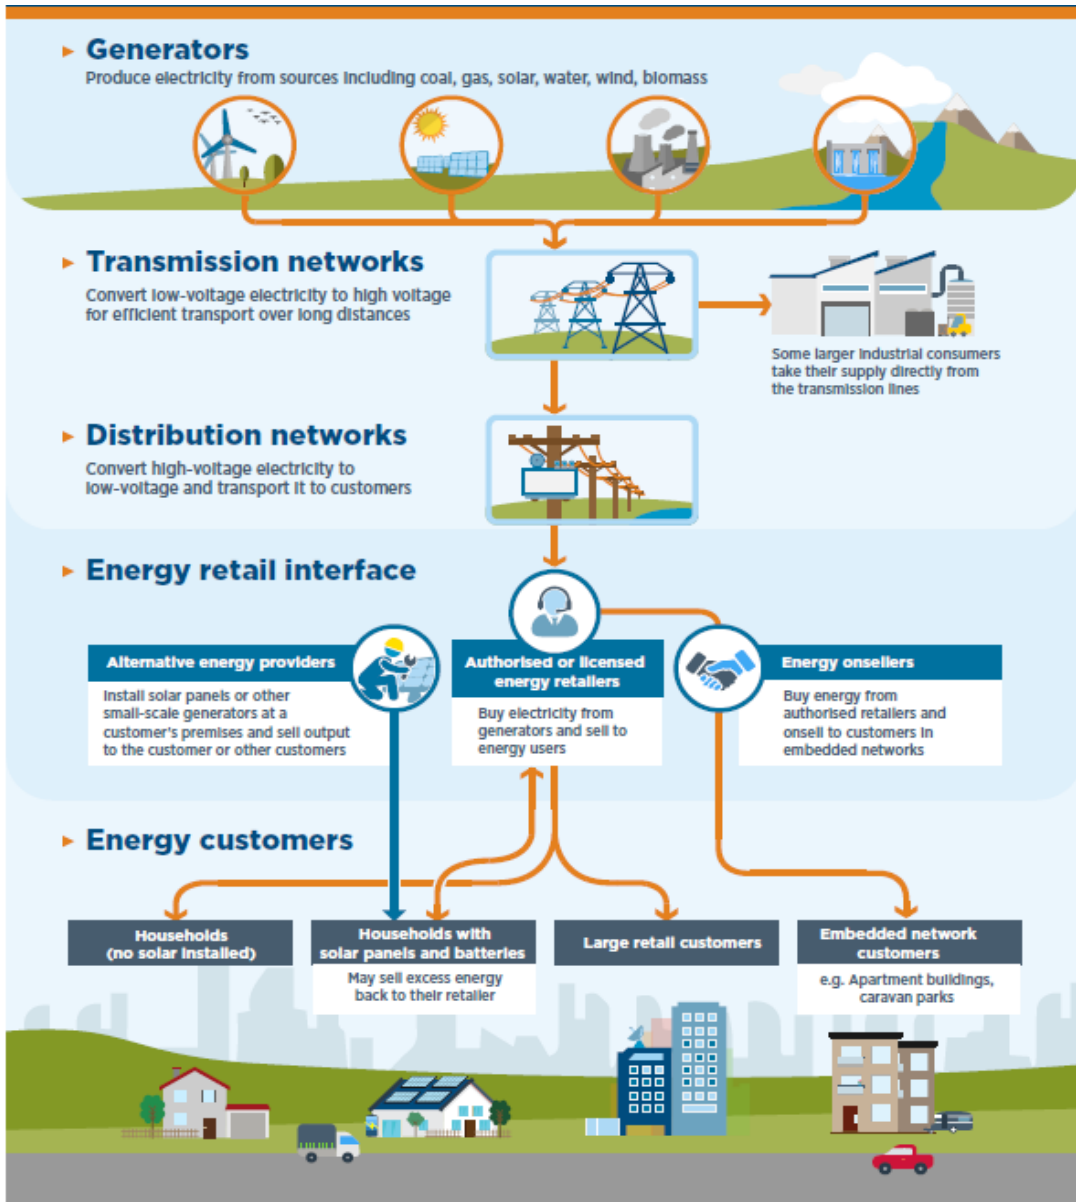 Generators
Produce electricity from sources including coal, gas, solar, water, wind, biomass
Transmission networks
Convert low-voltage electricity to high voltage
for efficient transport over long distances
Some larger industrial consumers
take their supply directly from
the transmission lines
Distribution networks
Convert high-voltage electricity to
low-voltage and transport it to customers
Energy retail interface
Alternative energy providers
Install solar panels or other
small-scale generators at a
customer's premises and sell output
to the customer or other customers
Authorised or licensed
energy retailers
Buy electricity from
generators and sell to
energy users
Energy onsellers
Buy energy from
authorised retailers and
onsell to customers in
embedded networks
Energy customers
Households
(no solar installed)
Households with
solar panels and batteries
May sell excess energy
back to their retailer
Large retail customers
Embedded network
customers
e.g. Apartment buildings,
caravan parks